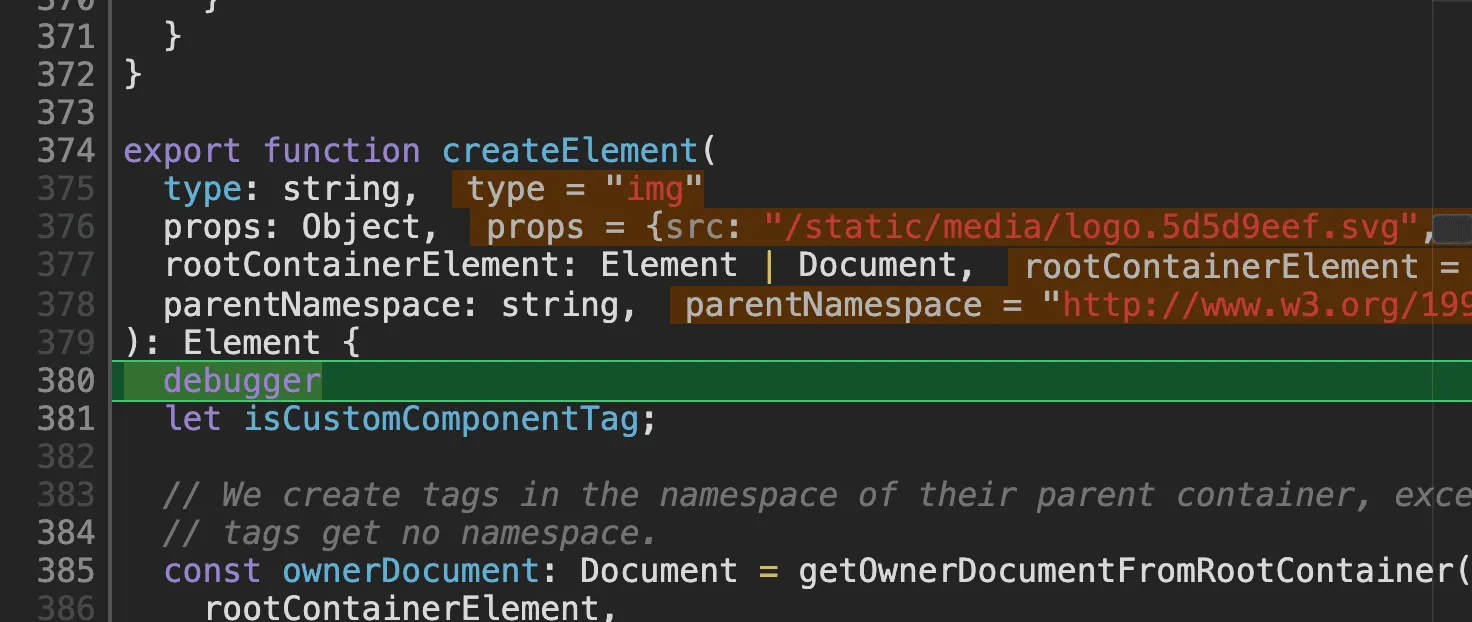 370 }
371 }
372 }
373
374 export function createElement(
375 type: string, type = "img"
376 props: Object, props = {src: "/static/media/logo.5d5d9eef.svg",
377 rootContainerElement: Element | Document, rootContainerElement =
378 parentNamespace: string, parentNamespace = "http://www.w3.org/199
379 ): Element {
380 debugger
381 let isCustomComponentTag;
382
383 // We create tags in the namespace of their parent container, exce
384 // tags get no namespace.
385 const ownerDocument: Document = getOwnerDocumentFromRootContainer(
386 rootContainerElement,